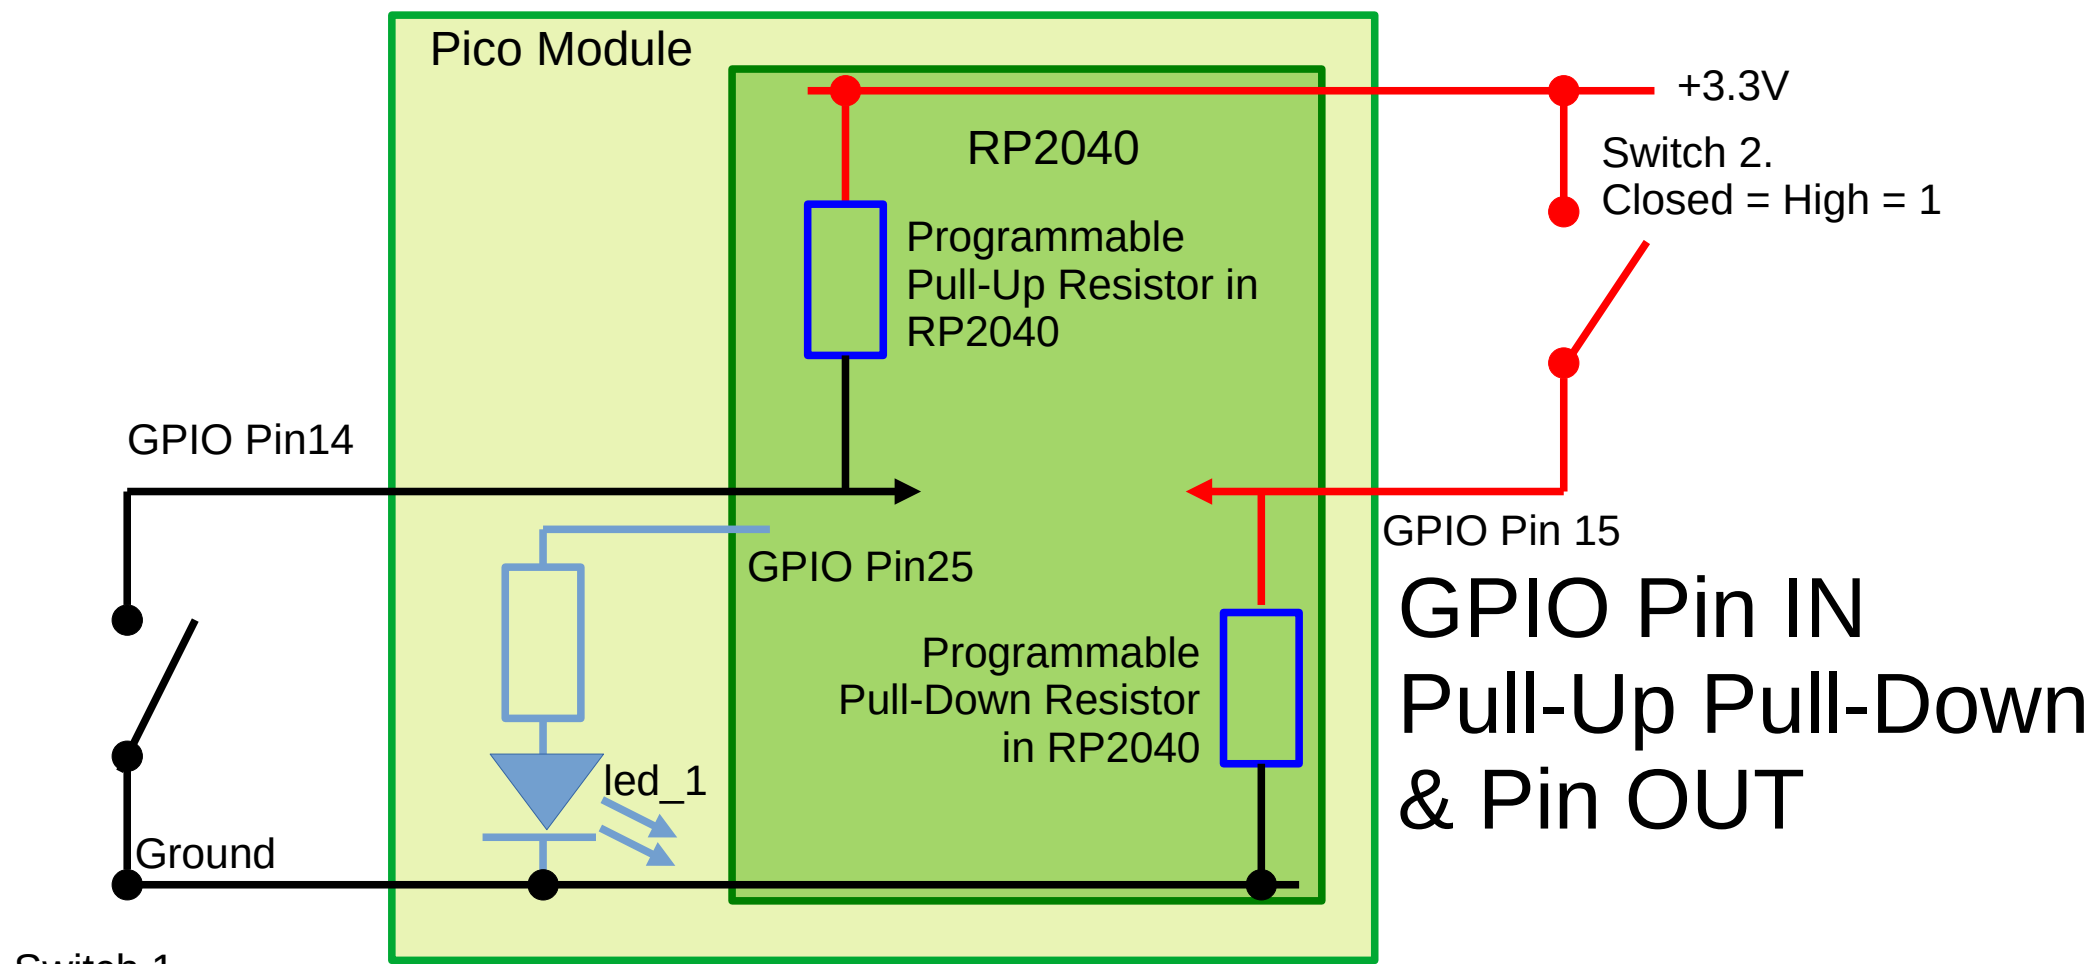 Pico Module
+3.3V
RP2040
Switch 2.
Closed = High = 1
Programmable
Pull-Up Resistor in
RP2040
GPIO Pin14
GPIO Pin 15
GPIO Pin25
GPIO Pin IN
Pull-Up Pull-Down
& Pin OUT
Programmable
Pull-Down Resistor
in RP2040
led_1
Ground
Switch 1